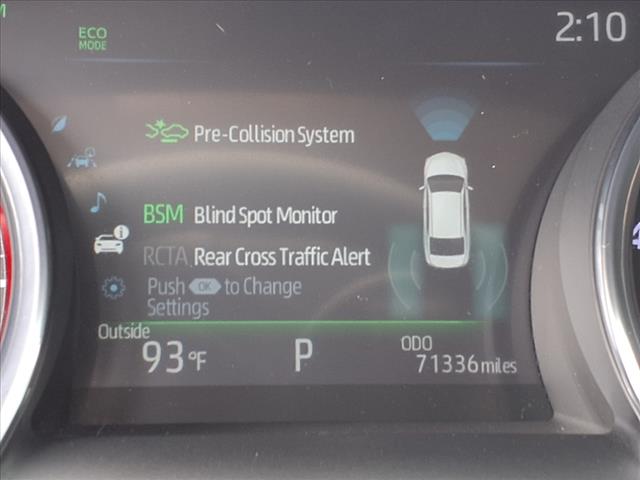 2:10
ECO
MODE
Pre-Collision System
BSM Blind Spot Monitor
RCTA Rear Cross Traffic Alert
Push OK to Change
Settings
Outside
93°F P ODO
71336 miles